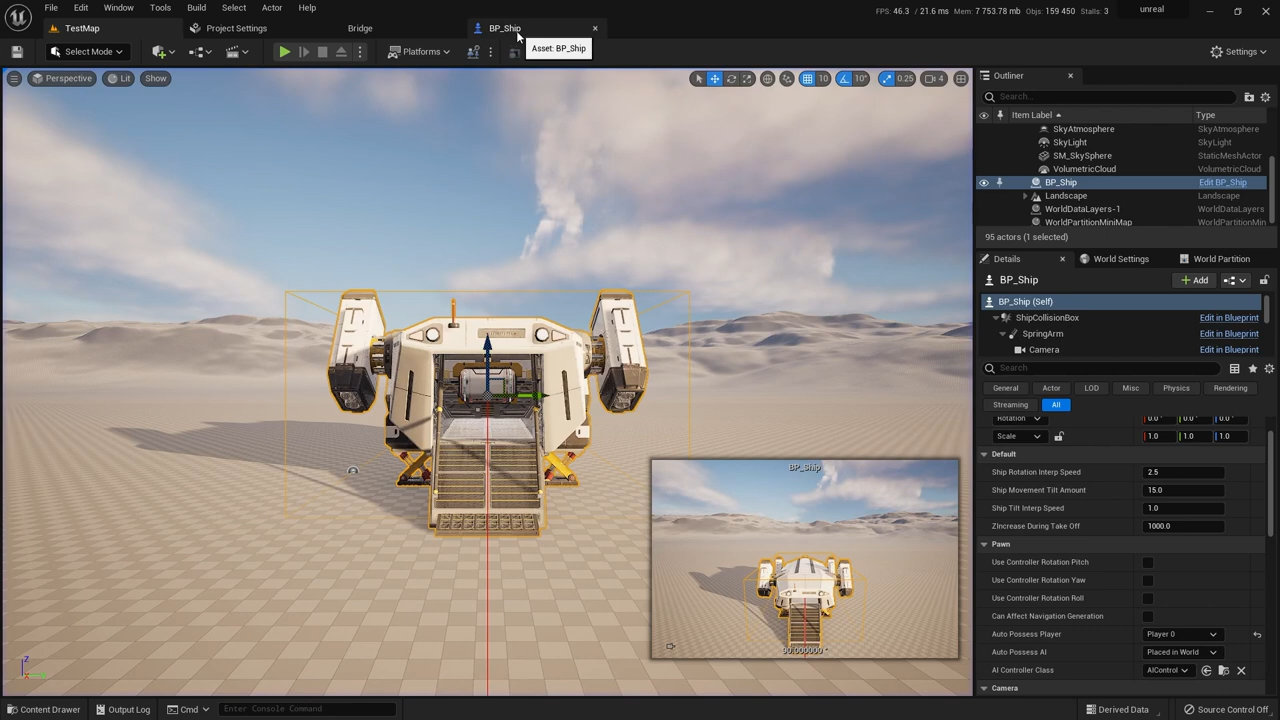 File Edit Window Tools Build Select Actor Help
FPS: 46.3 / 21.6 ms Mem: 7 753.78 mb Objs: 159 450 Stalls: 3
unreal
TestMap
Project Settings
Bridge
BP_Ship
Asset: BP_Ship
Select Mode
Platforms
Settings
Perspective
Lit
Show
10
10°
0.25
4
Outliner
Search...
Item Label
Type
SkyAtmosphere SkyAtmosphere
SkyLight SkyLight
SM_SkySphere StaticMeshActor
VolumetricCloud VolumetricCloud
BP_Ship Edit BP_Ship
Landscape Landscape
WorldDataLayers-1 WorldDataLayers
WorldPartitionMiniMap WorldPartitionMin
95 actors (1 selected)
Details
World Settings
World Partition
BP_Ship
Add
BP_Ship (Self)
ShipCollisionBox Edit in Blueprint
SpringArm Edit in Blueprint
Camera Edit in Blueprint
Search
General Actor LOD Misc Physics Rendering
Streaming All
Rotation 0.0° 0.0° 0.0°
Scale 1.0 1.0 1.0
Default
Ship Rotation Interp Speed 2.5
Ship Movement Tilt Amount 15.0
Ship Tilt Interp Speed 1.0
ZIncrease During Take Off 1000.0
Pawn
Use Controller Rotation Pitch
Use Controller Rotation Yaw
Use Controller Rotation Roll
Can Affect Navigation Generation
Auto Possess Player Player 0
Auto Possess AI Placed in World
AI Controller Class AIControl
Camera
BP_Ship
90.000000 °
Z
Content Drawer
Output Log
Cmd
Enter Console Command
Derived Data
Source Control Off